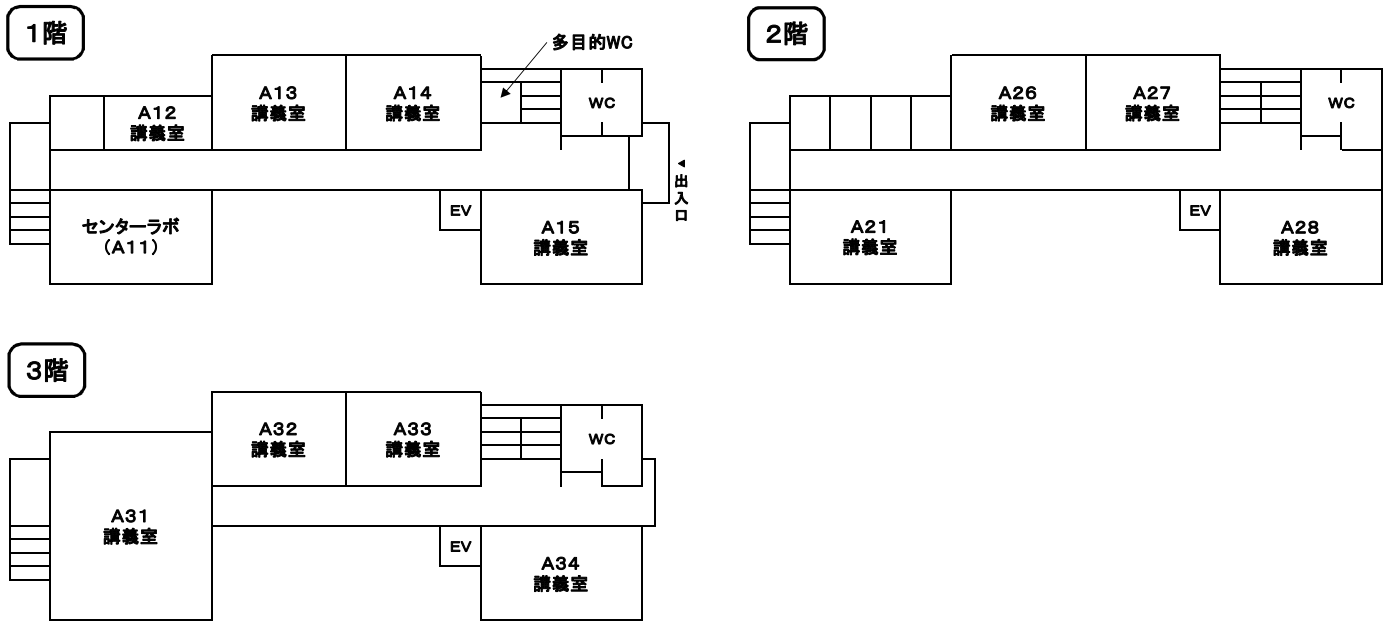 1階
多目的WC
A13
講義室
A14
講義室
A12
講義室
WC
◀出入口
センターラボ
(A11)
EV
A15
講義室
2階
A26
講義室
A27
講義室
WC
A21
講義室
EV
A28
講義室
3階
A32
講義室
A33
講義室
WC
A31
講義室
EV
A34
講義室